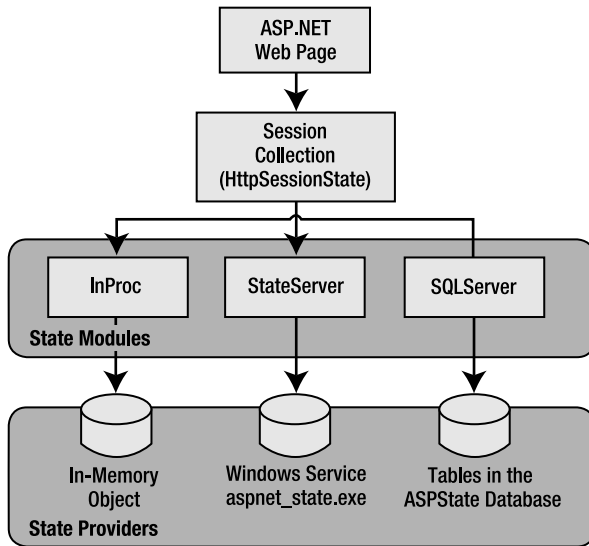 ASP.NET
Web Page
Session
Collection
(HttpSessionState)
InProc
StateServer
SQLServer
State Modules
In-Memory
Object
Windows Service
aspnet_state.exe
Tables in the
ASPState Database
State Providers